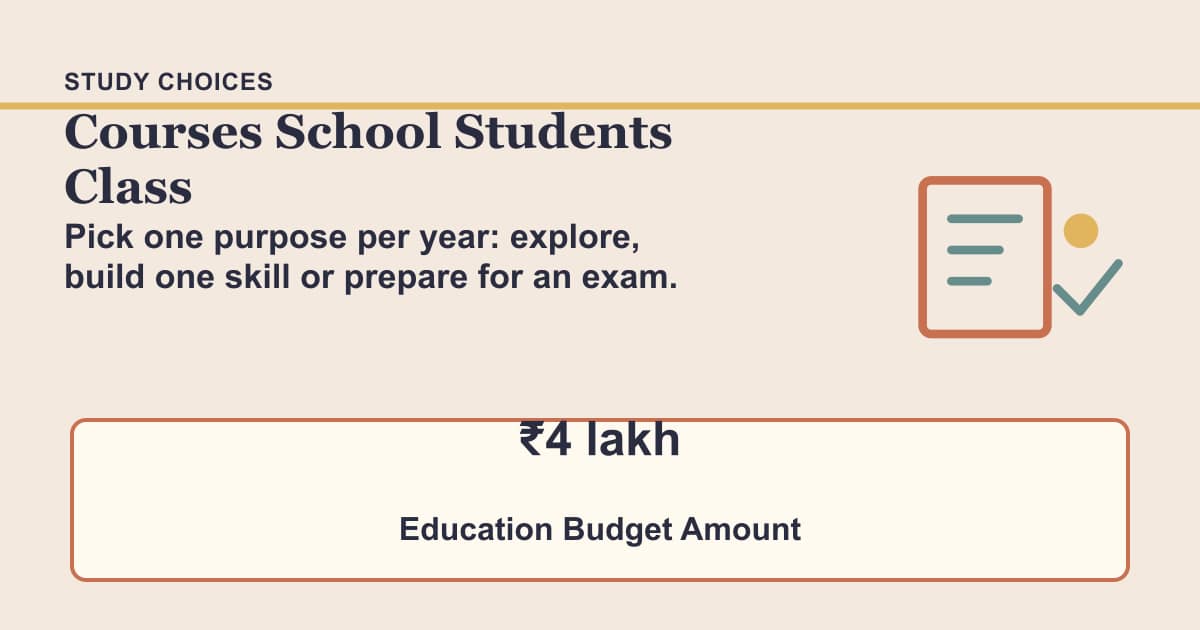 STUDY CHOICES
Courses School Students
Class
Pick one purpose per year: explore,
build one skill or prepare for an exam.
₹4 lakh
Education Budget Amount